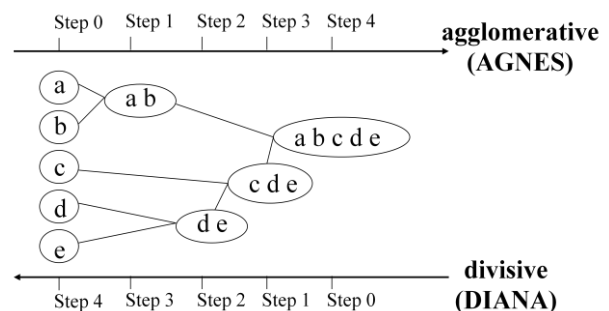 Step 0 Step 1 Step 2 Step 3 Step 4
agglomerative
(AGNES)
a
a b
b
a b c d e
c
c d e
d
d e
e
divisive
(DIANA)
Step 4 Step 3 Step 2 Step 1 Step 0